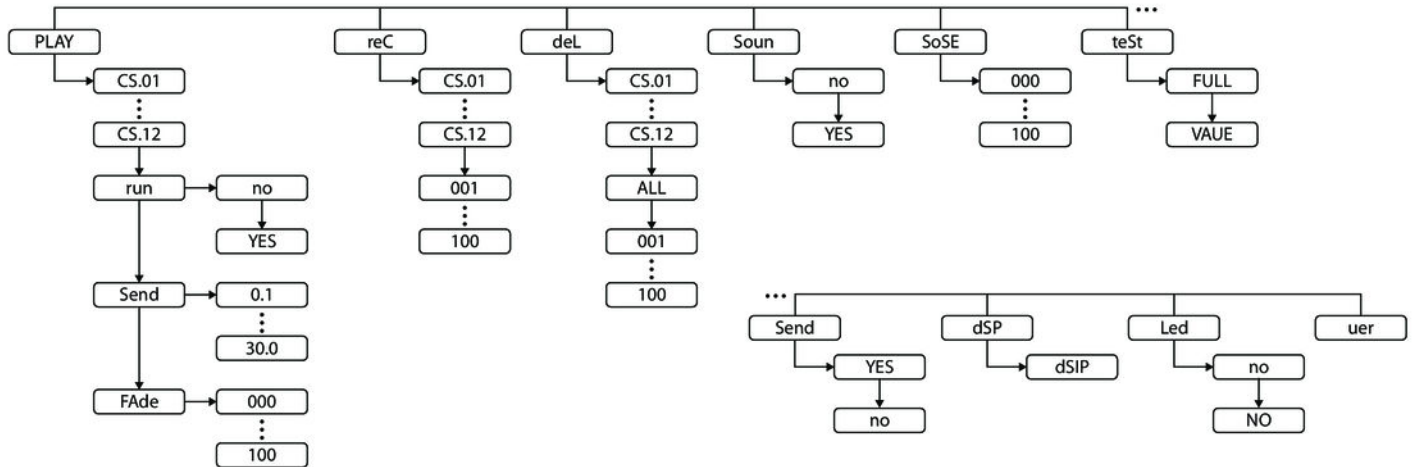 ...
PLAY
reC
deL
Soun
SoSE
teSt
CS.01
CS.01
CS.01
no
000
FULL
CS.12
CS.12
CS.12
YES
100
VAUE
run
no
001
ALL
YES
100
001
Send
0.1
100
...
30.0
Send
dSP
Led
uer
YES
dSIP
no
FAde
000
no
NO
100